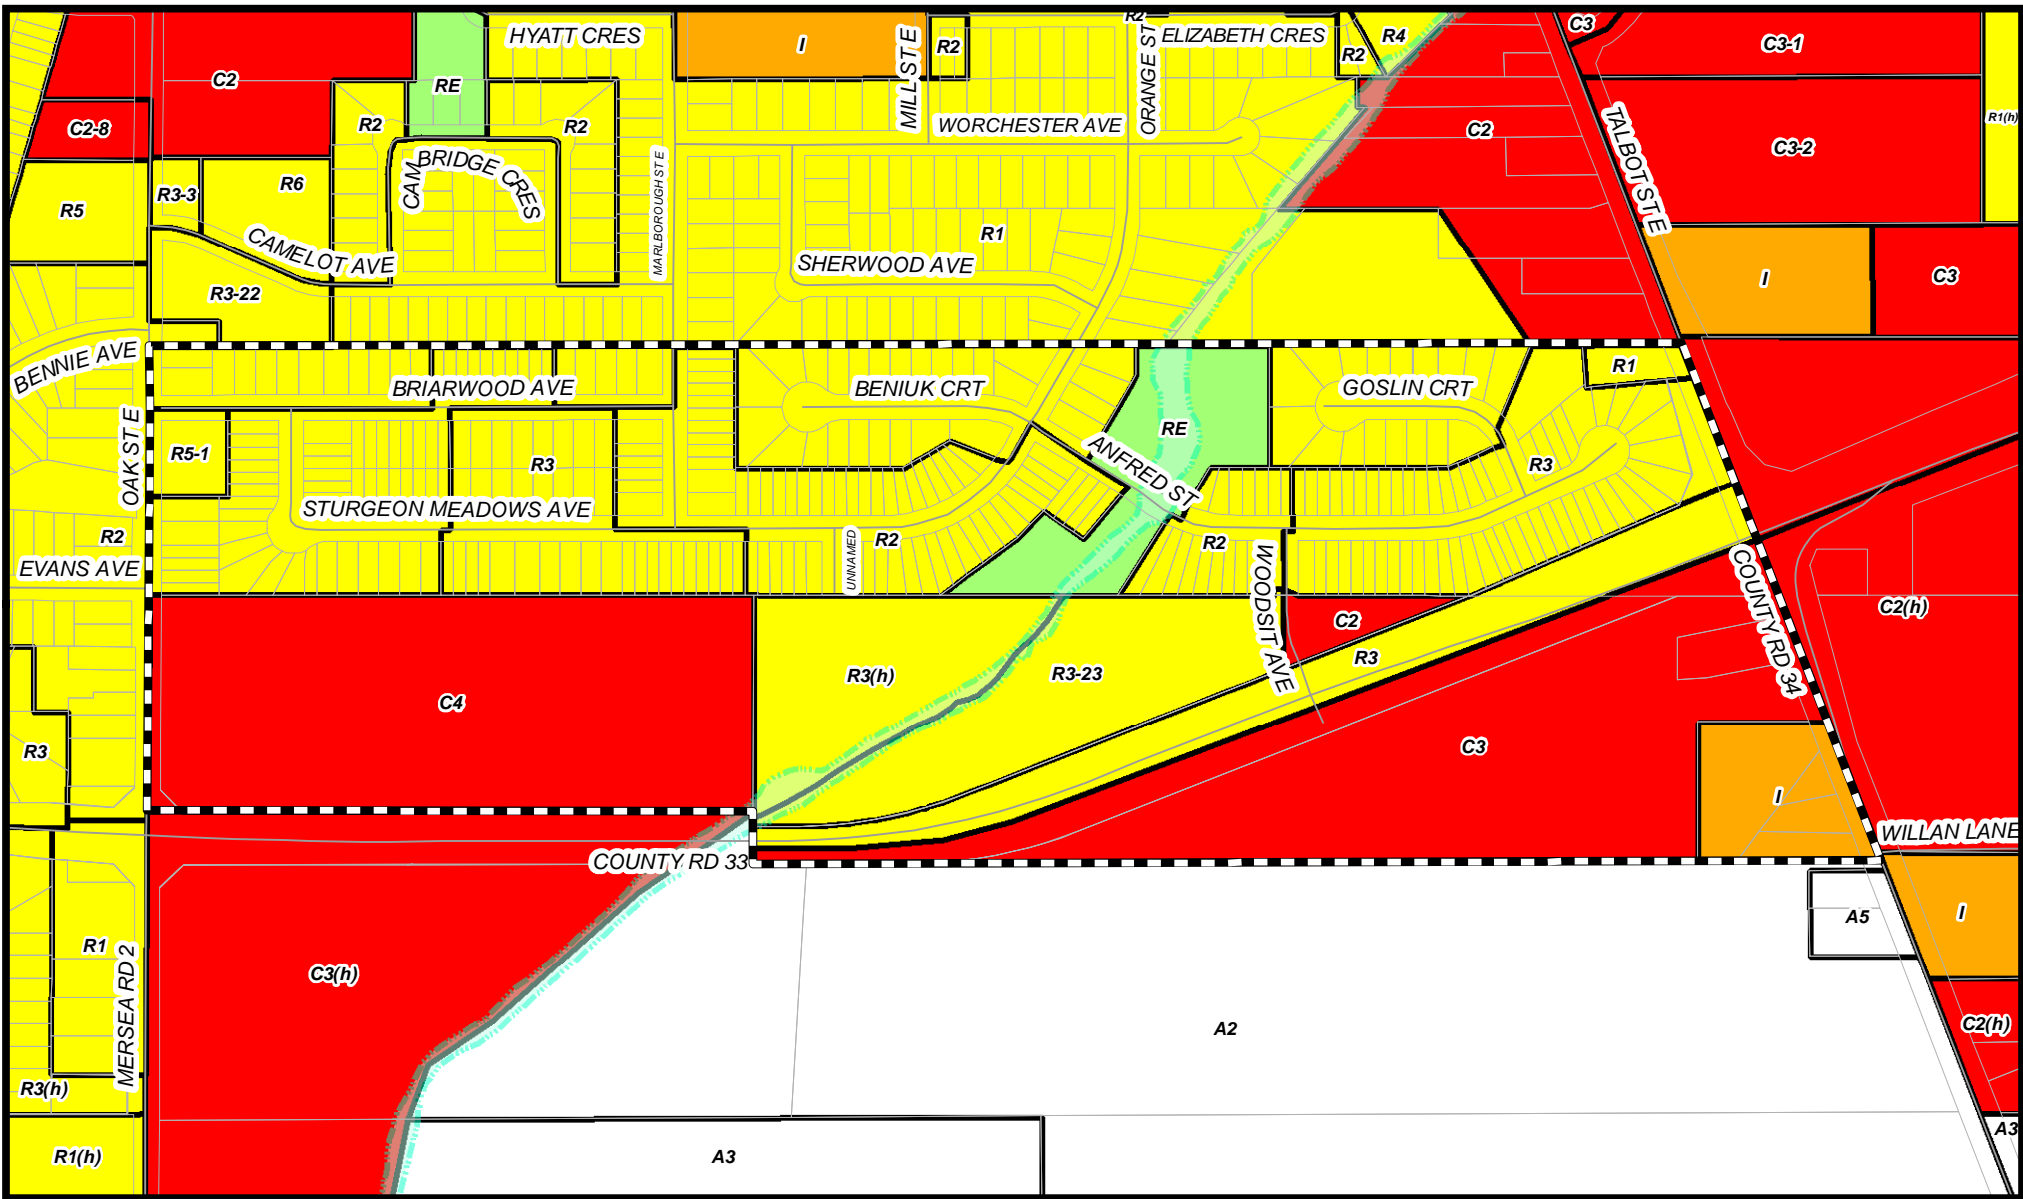 R2
C3
HYATT CRES
I
R2
ELIZABETH CRES
R4
R2
C3-1
C2
RE
MILL ST E
ORANGE ST
C2-8
R2
R2
WORCHESTER AVE
C2
TALBOT ST E
C3-2
R1(h)
CAMBRIDGE CRES
R5
R3-3
R6
MARLBOROUGH ST E
R1
CAMELOT AVE
SHERWOOD AVE
I
C3
R3-22
BENNIE AVE
BRIARWOOD AVE
BENIUK CRT
GOSLIN CRT
R1
OAK ST E
R5-1
R3
RE
ANFRED ST
R3
STURGEON MEADOWS AVE
R2
UNNAMED
R2
R2
EVANS AVE
WOODSIT AVE
COUNTY RD 34
C2(h)
C2
R3
C4
R3(h)
R3-23
R3
C3
I
WILLAN LANE
COUNTY RD 33
A5
I
R1
MERSEA RD 2
C3(h)
A2
C2(h)
R3(h)
R1(h)
A3
A3